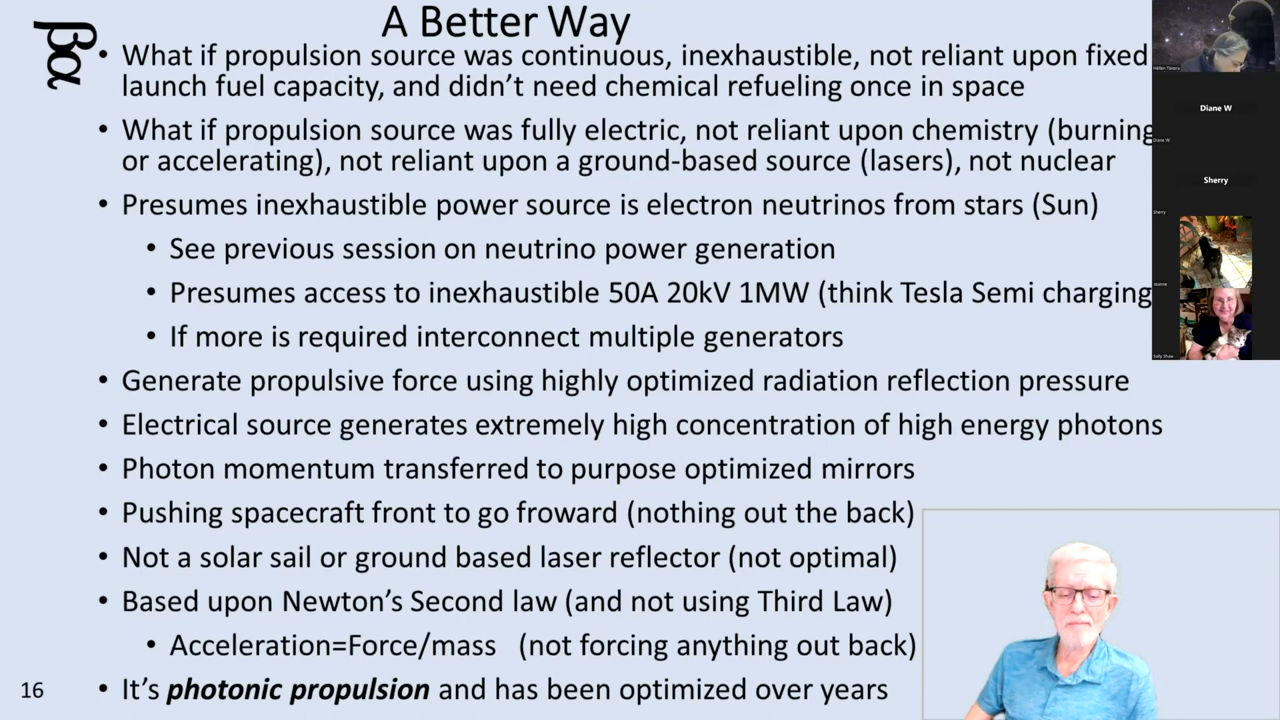 A Better Way
βα
• What if propulsion source was continuous, inexhaustible, not reliant upon fixed
launch fuel capacity, and didn’t need chemical refueling once in space
• What if propulsion source was fully electric, not reliant upon chemistry (burning
or accelerating), not reliant upon a ground-based source (lasers), not nuclear
• Presumes inexhaustible power source is electron neutrinos from stars (Sun)
• See previous session on neutrino power generation
• Presumes access to inexhaustible 50A 20kV 1MW (think Tesla Semi charging
• If more is required interconnect multiple generators
• Generate propulsive force using highly optimized radiation reflection pressure
• Electrical source generates extremely high concentration of high energy photons
• Photon momentum transferred to purpose optimized mirrors
• Pushing spacecraft front to go froward (nothing out the back)
• Not a solar sail or ground based laser reflector (not optimal)
• Based upon Newton’s Second law (and not using Third Law)
• Acceleration=Force/mass (not forcing anything out back)
16
• It’s photonic propulsion and has been optimized over years
Diane W
Diane W
Sherry
Sherry
Sally Shaw